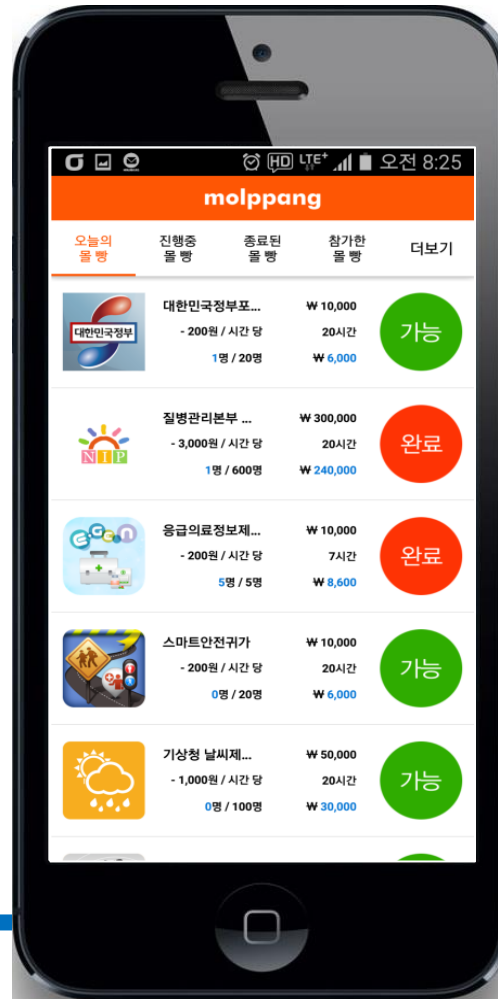 HD LTE+ 오전 8:25
molppang
오늘의 몰 빵
진행중 몰 빵
종료된 몰 빵
참가한 몰 빵
더보기
대한민국정부
대한민국정부포... ₩ 10,000
- 200원 / 시간 당 20시간
1명 / 20명 ₩ 6,000
가능
NIP
질병관리본부 ... ₩ 300,000
- 3,000원 / 시간 당 20시간
1명 / 600명 ₩ 240,000
완료
e-Gen
응급의료정보제... ₩ 10,000
- 200원 / 시간 당 7시간
5명 / 5명 ₩ 8,600
완료
스마트안전귀가 ₩ 10,000
- 200원 / 시간 당 20시간
0명 / 20명 ₩ 6,000
가능
기상청 날씨제... ₩ 50,000
- 1,000원 / 시간 당 20시간
0명 / 100명 ₩ 30,000
가능